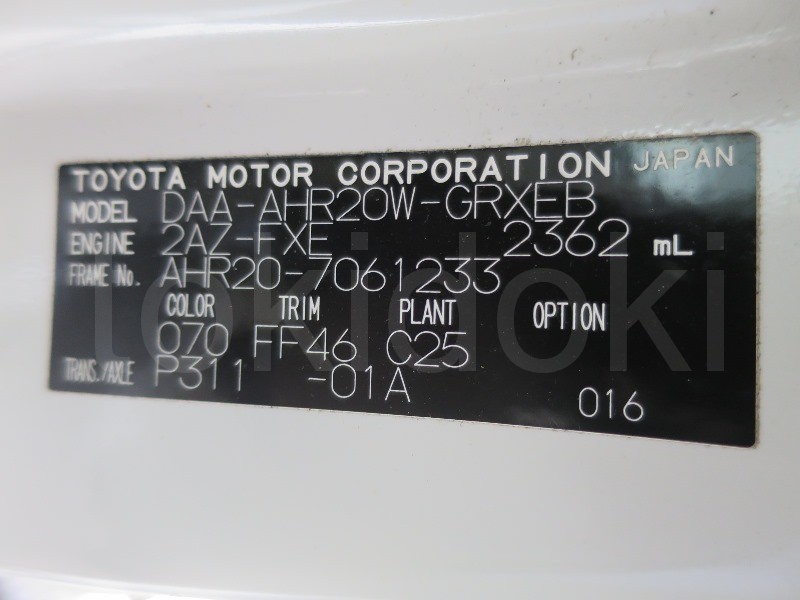 TOYOTA MOTOR CORPORATION JAPAN
MODEL DAA-AHR20W-GRXEB
ENGINE 2AZ-FXE 2362 mL
FRAME No. AHR20-7061233
COLOR TRIM PLANT OPTION
070 FF46 C25
TRANS./AXLE P311 -01A 016
tokidoki